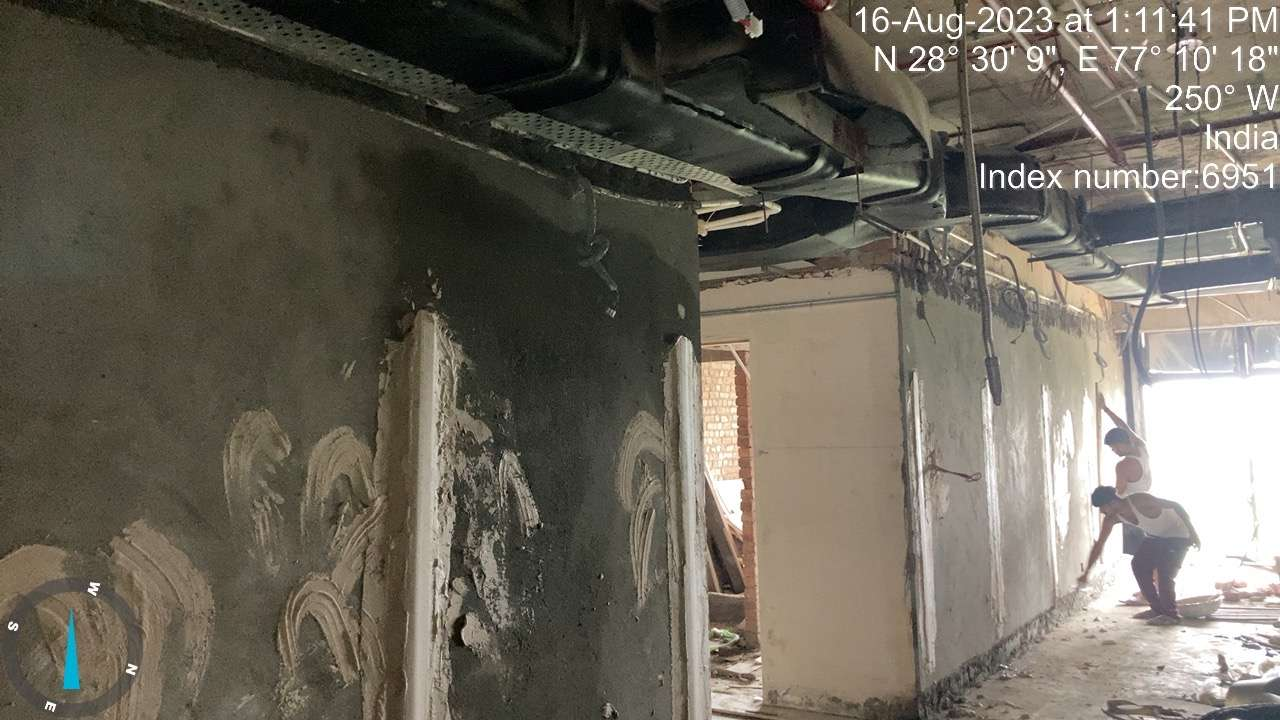 16-Aug-2023 at 1:11:41 PM
N 28° 30' 9", E 77° 10' 18"
250° W
India
Index number:6951
W
S
N
E